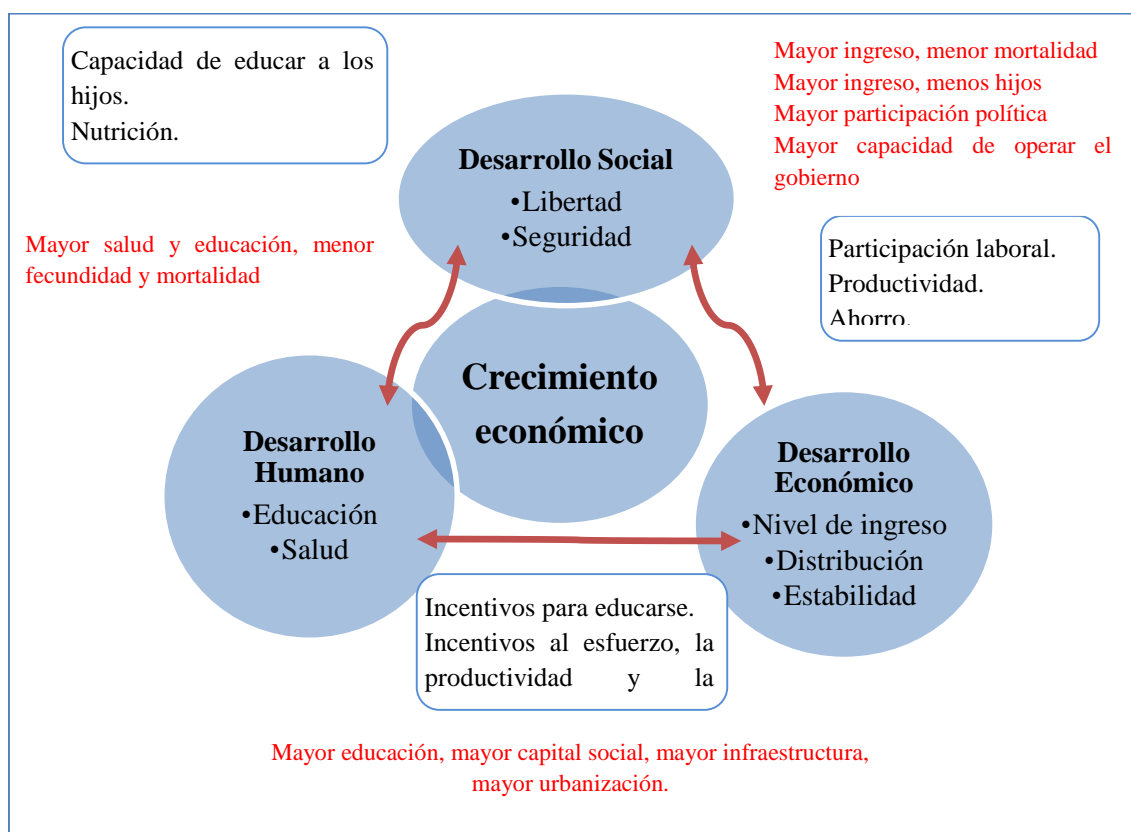 Capacidad de educar a los
hijos.
Nutrición.
Mayor ingreso, menor mortalidad
Mayor ingreso, menos hijos
Mayor participación política
Mayor capacidad de operar el
gobierno
Desarrollo Social
•Libertad
•Seguridad
Mayor salud y educación, menor
fecundidad y mortalidad
Participación laboral.
Productividad.
Ahorro.
Crecimiento
económico
Desarrollo
Humano
•Educación
•Salud
Desarrollo
Económico
•Nivel de ingreso
•Distribución
•Estabilidad
Incentivos para educarse.
Incentivos al esfuerzo, la
productividad y la
Mayor educación, mayor capital social, mayor infraestructura,
mayor urbanización.